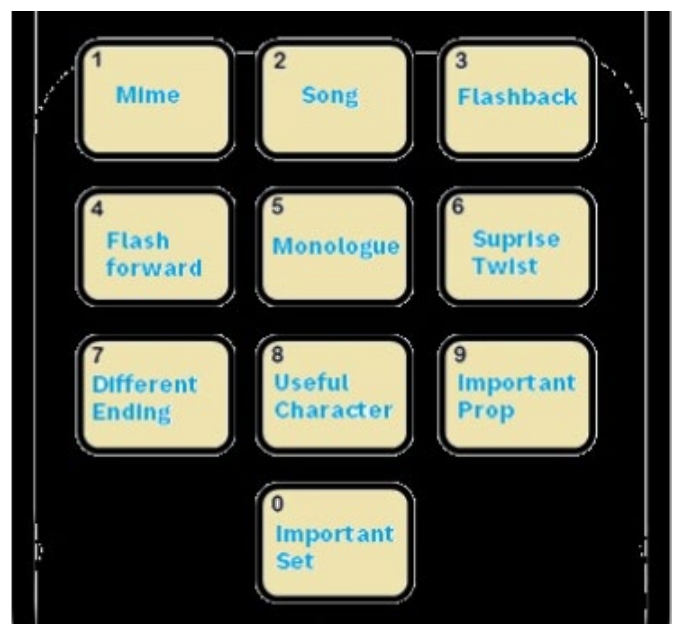 1
Mime
2
Song
3
Flashback
4
Flash
forward
5
Monologue
6
Suprise
Twist
7
Different
Ending
8
Useful
Character
9
Important
Prop
0
Important
Set